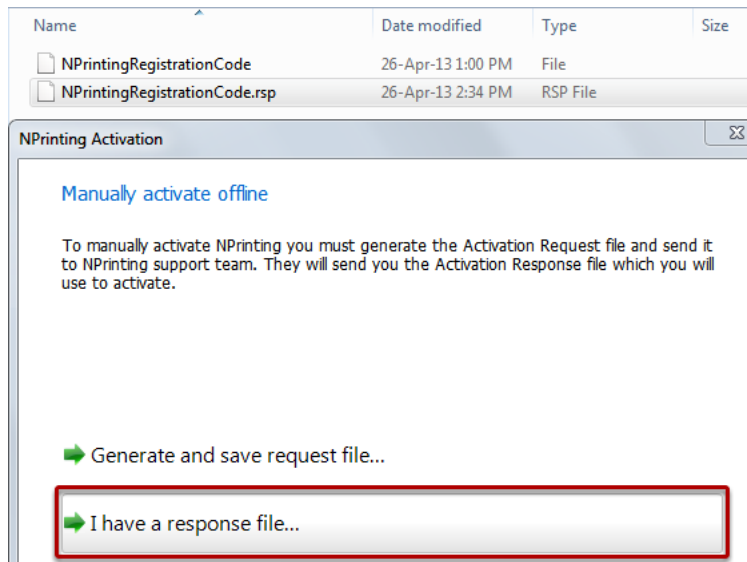 Name Date modified Type Size
NPrintingRegistrationCode 26-Apr-13 1:00 PM File
NPrintingRegistrationCode.rsp 26-Apr-13 2:34 PM RSP File
NPrinting Activation
Manually activate offline
To manually activate NPrinting you must generate the Activation Request file and send it
to NPrinting support team. They will send you the Activation Response file which you will
use to activate.
Generate and save request file...
I have a response file...